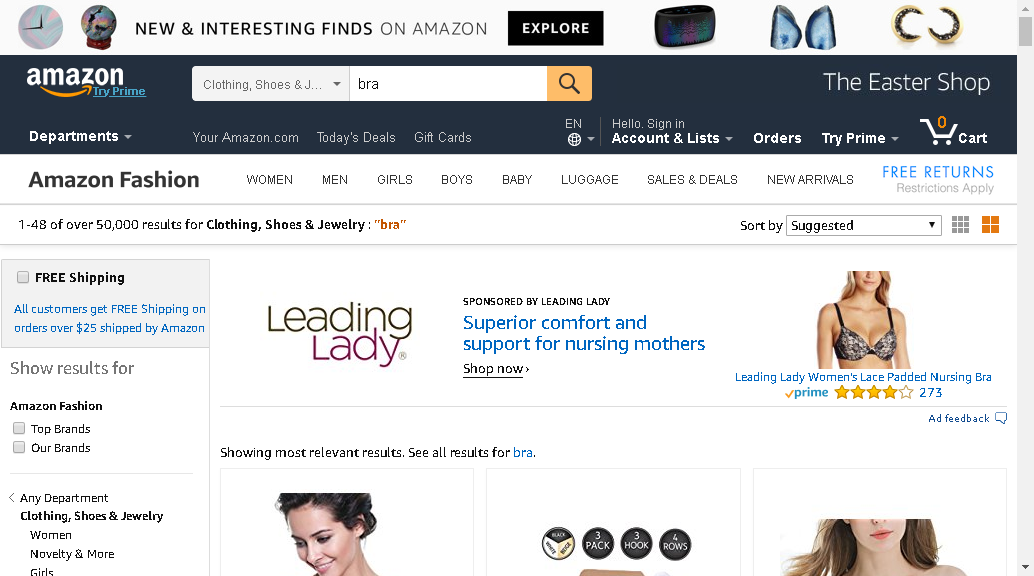 NEW & INTERESTING FINDS ON AMAZON
EXPLORE
amazon
Try Prime
Clothing, Shoes & J...
bra
The Easter Shop
Departments
Your Amazon.com
Today's Deals
Gift Cards
EN
Hello. Sign in
Account & Lists
Orders
Try Prime
0
Cart
Amazon Fashion
WOMEN
MEN
GIRLS
BOYS
BABY
LUGGAGE
SALES & DEALS
NEW ARRIVALS
FREE RETURNS
Restrictions Apply
1-48 of over 50,000 results for Clothing, Shoes & Jewelry : "bra"
Sort by
Suggested
FREE Shipping
All customers get FREE Shipping on
orders over $25 shipped by Amazon
Show results for
Amazon Fashion
Top Brands
Our Brands
Any Department
Clothing, Shoes & Jewelry
Women
Novelty & More
Girls
Leading
Lady®
SPONSORED BY LEADING LADY
Superior comfort and
support for nursing mothers
Shop now ›
Leading Lady Women's Lace Padded Nursing Bra
prime
273
Ad feedback
Showing most relevant results. See all results for bra.
BLACK
WHITE
3
PACK
3
HOOK
4
ROWS